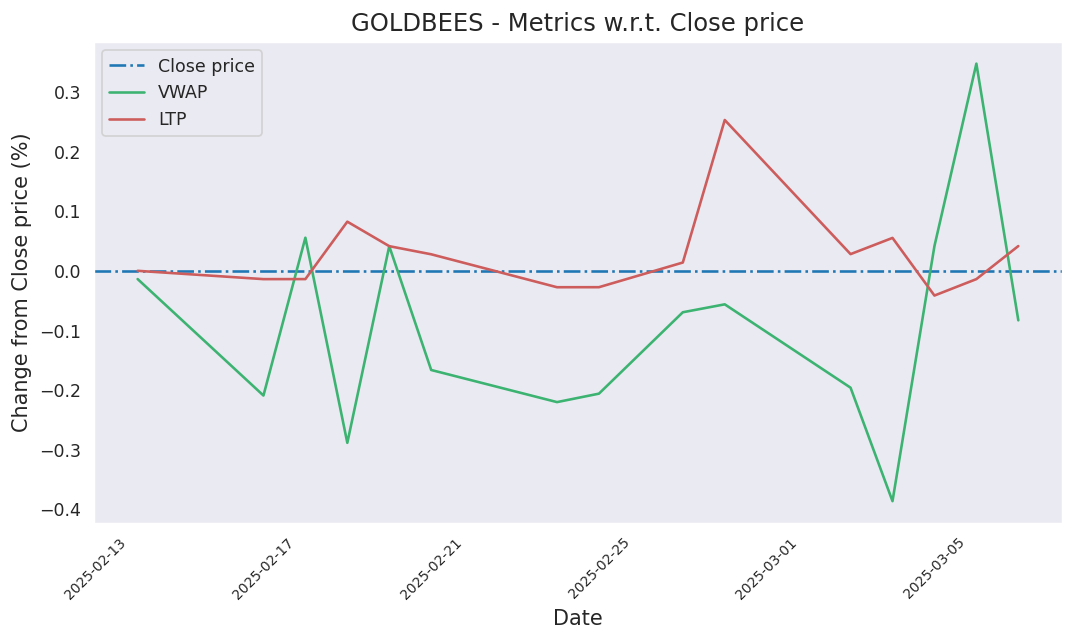 GOLDBEES - Metrics w.r.t. Close price
Close price
VWAP
LTP
Change from Close price (%)
0.3
0.2
0.1
0.0
−0.1
−0.2
−0.3
−0.4
2025-02-13
2025-02-17
2025-02-21
2025-02-25
2025-03-01
2025-03-05
Date